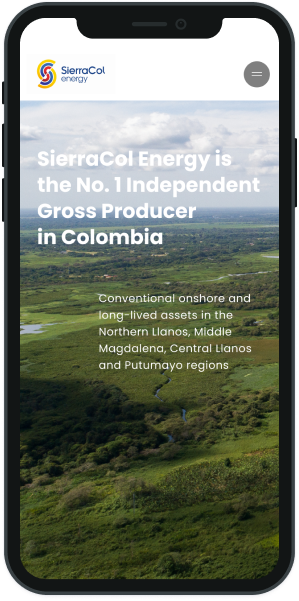 SierraCol
energy
SierraCol Energy is
the No. 1 Independent
Gross Producer
in Colombia
Conventional onshore and
long-lived assets in the
Northern Llanos, Middle
Magdalena, Central Llanos
and Putumayo regions